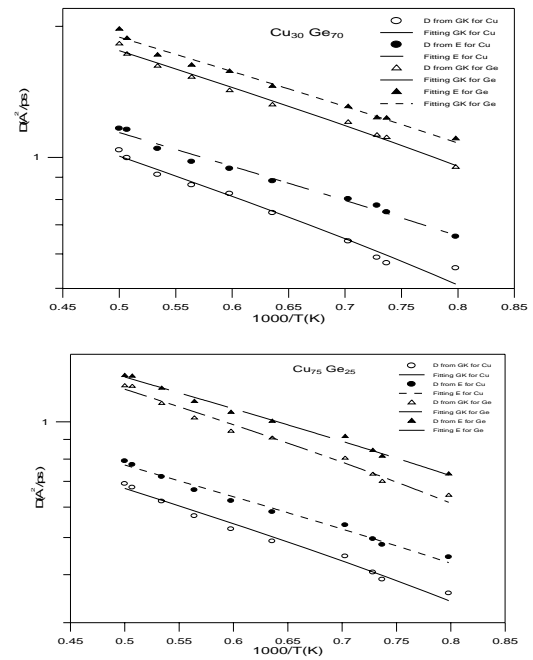 Cu30 Ge70
D from GK for Cu
Fitting GK for Cu
D from E for Cu
Fitting E for Cu
D from GK for Ge
Fitting GK for Ge
Fitting E for Ge
Fitting GK for Ge
D(A²/ps)
1
0.45 0.5 0.55 0.6 0.65 0.7 0.75 0.8 0.85
1000/T(K)
Cu75 Ge25
D from GK for Cu
Fitting GK for Cu
D from E for Cu
Fitting E for Cu
D from GK for Ge
Fitting GK for Ge
D from E for Ge
Fitting E for Ge
D(A²/ps)
1
0.45 0.5 0.55 0.6 0.65 0.7 0.75 0.8 0.85
1000/T(K)